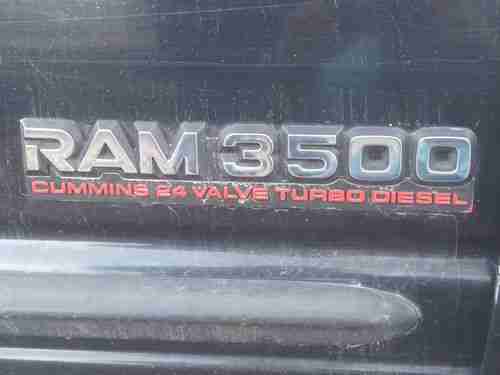 RAM 3500
CUMMINS 24 VALVE TURBO DIESEL